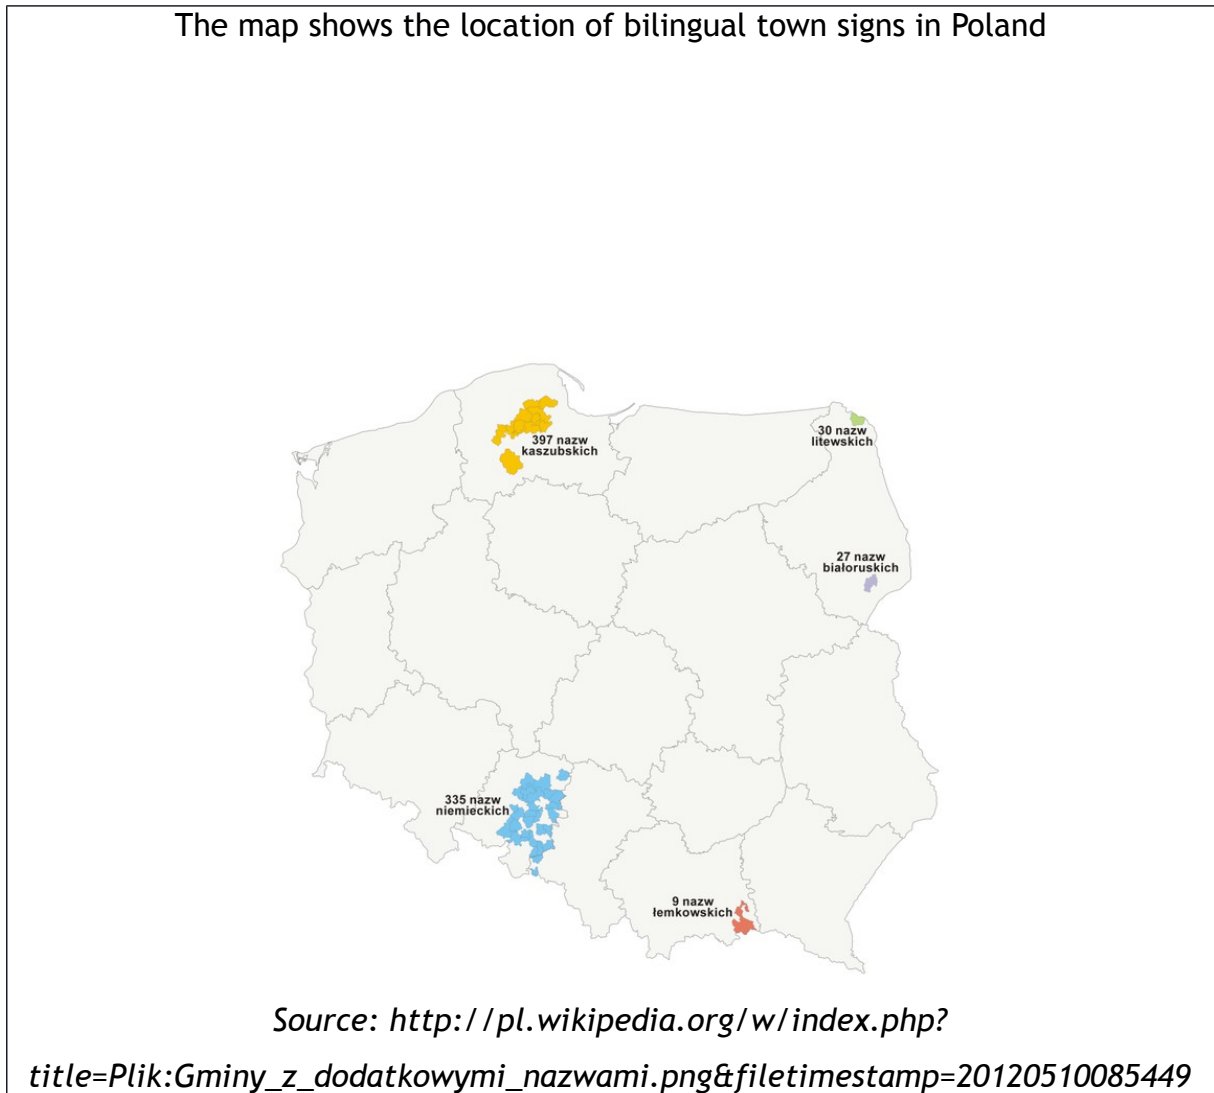 The map shows the location of bilingual town signs in Poland
397 nazw
kaszubskich
30 nazw
litewskich
27 nazw
białoruskich
335 nazw
niemieckich
9 nazw
łemkowskich
Source: http://pl.wikipedia.org/w/index.php?
title=Plik:Gminy_z_dodatkowymi_nazwami.png&filetimestamp=20120510085449